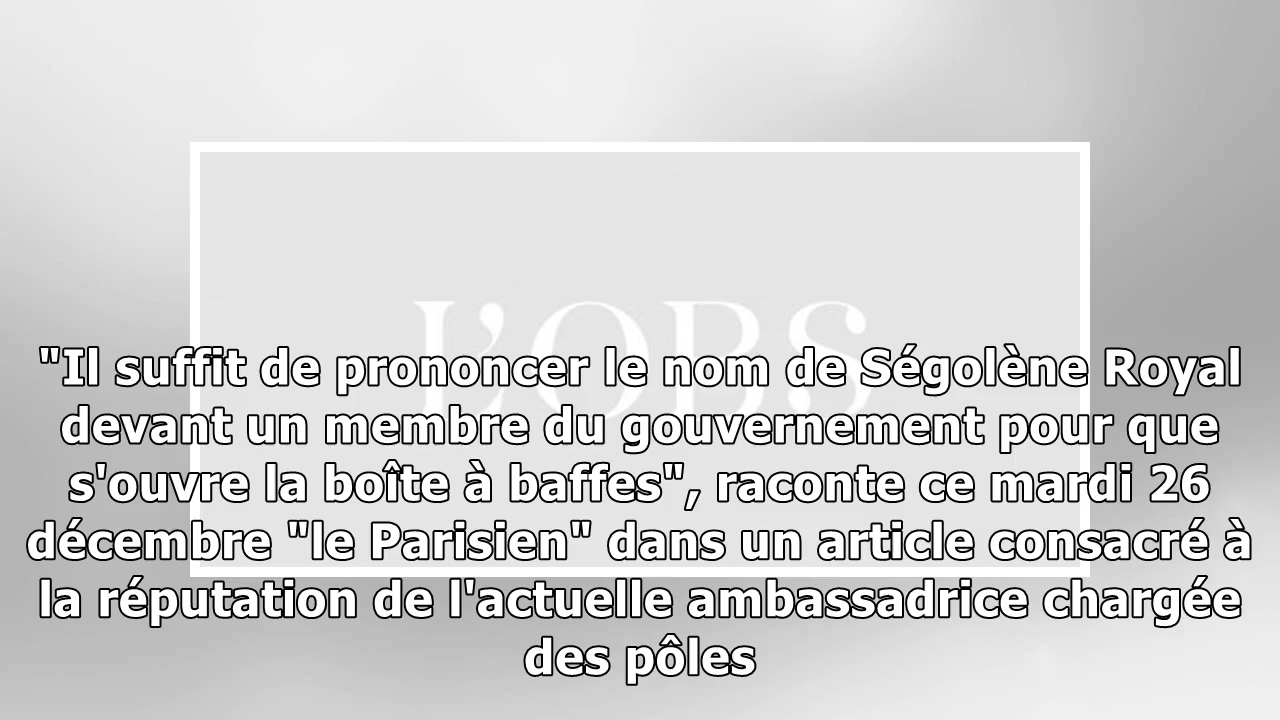 L'OBS
"Il suffit de prononcer le nom de Ségolène Royal
devant un membre du gouvernement pour que
s'ouvre la boîte à baffes", raconte ce mardi 26
décembre "le Parisien" dans un article consacré à
la réputation de l'actuelle ambassadrice chargée
des pôles